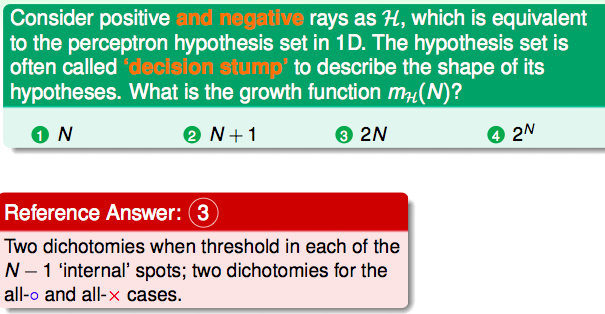 Consider positive and negative rays as ℋ, which is equivalent
to the perceptron hypothesis set in 1D. The hypothesis set is
often called ‘decision stump’ to describe the shape of its
hypotheses. What is the growth function mℋ(N)?
1 N 2 N + 1 3 2N 4 2^N
Reference Answer: 3
Two dichotomies when threshold in each of the
N − 1 ‘internal’ spots; two dichotomies for the
all-○ and all-× cases.